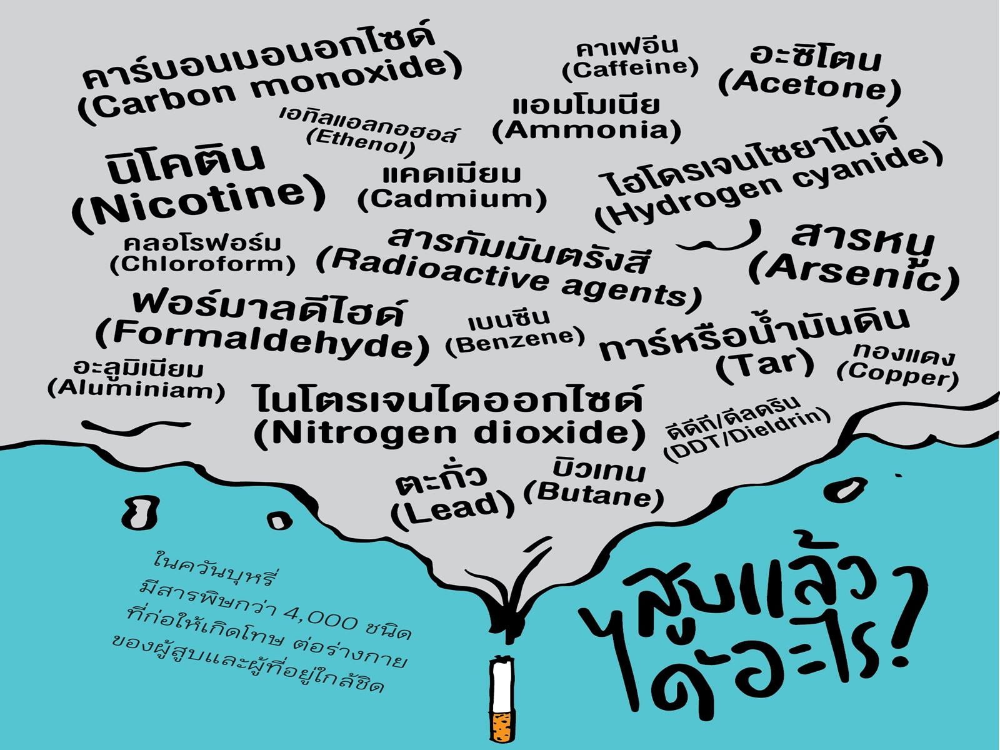 คาร์บอนมอนอกไซด์
(Carbon monoxide)
คาเฟอีน
(Caffeine)
อะซิโตน
(Acetone)
เอทิลแอลกอฮอล์
(Ethenol)
แอมโมเนีย
(Ammonia)
นิโคติน
(Nicotine)
แคดเมียม
(Cadmium)
ไฮโดรเจนไซยาไนด์
(Hydrogen cyanide)
คลอโรฟอร์ม
(Chloroform)
สารกัมมันตรังสี
(Radioactive agents)
สารหนู
(Arsenic)
ฟอร์มาลดีไฮด์
(Formaldehyde)
เบนซีน
(Benzene)
ทาร์หรือน้ำมันดิน
(Tar)
ทองแดง
(Copper)
อะลูมิเนียม
(Aluminiam)
ไนโตรเจนไดออกไซด์
(Nitrogen dioxide)
ดีดีที/ดีลดริน
(DDT/Dieldrin)
ตะกั่ว
(Lead)
บิวเทน
(Butane)
ในควันบุหรี่
มีสารพิษกว่า 4,000 ชนิด
ที่ก่อให้เกิดโทษ ต่อร่างกาย
ของผู้สูบและผู้ที่อยู่ใกล้ชิด
สูบแล้ว
ได้อะไร?